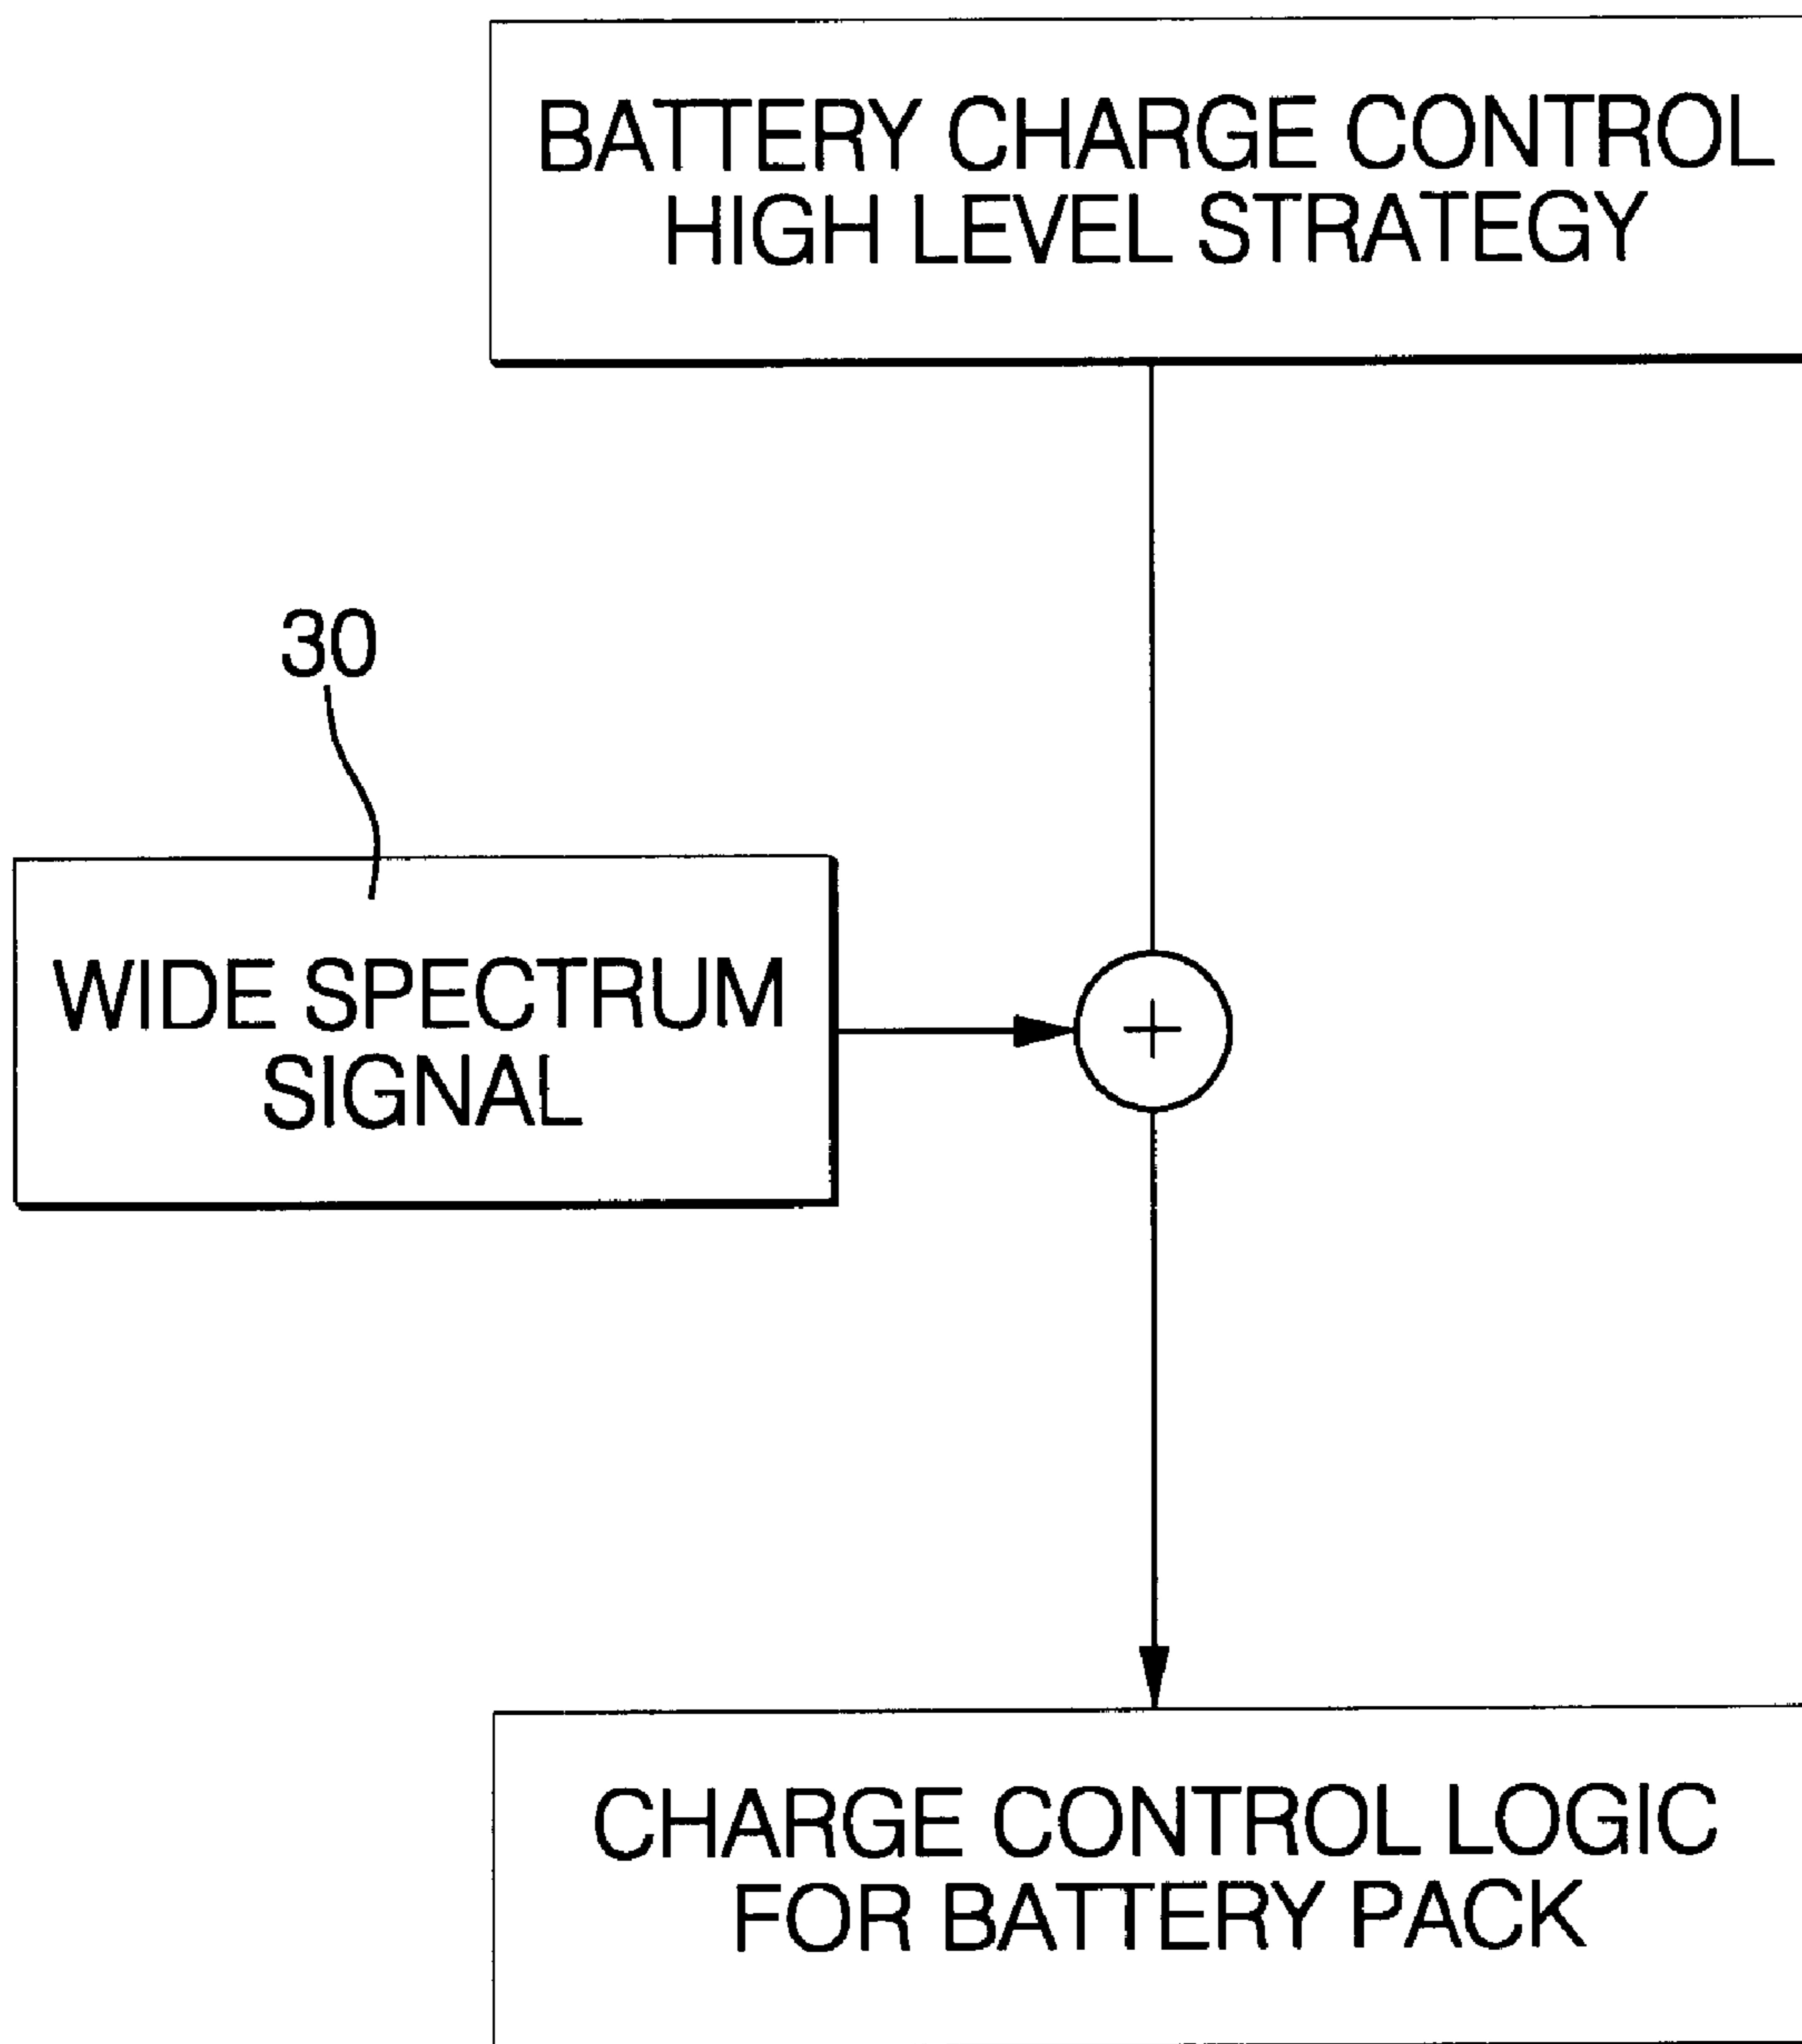 BATTERY CHARGE CONTROL
HIGH LEVEL STRATEGY
30
WIDE SPECTRUM
SIGNAL
+
CHARGE CONTROL LOGIC
FOR BATTERY PACK